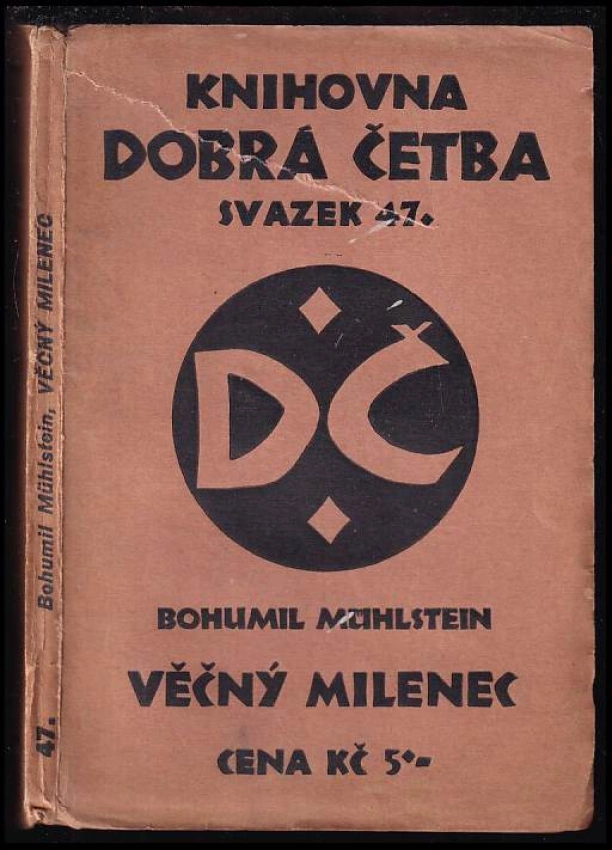 KNIHOVNA
DOBRÁ ČETBA
SVAZEK 47.
DČ
BOHUMIL MÜHLSTEIN
VĚČNÝ MILENEC
CENA KČ 5·-
47. Bohumil Mühlstein, VĚČNÝ MILENEC